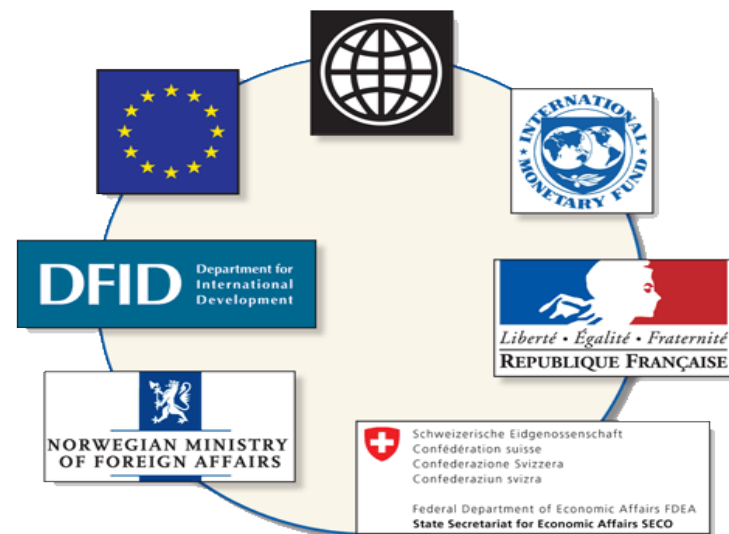 INTERNATIONAL
MONETARY FUND
DFID
Department for
International
Development
Liberté • Égalité • Fraternité
REPUBLIQUE FRANÇAISE
NORWEGIAN MINISTRY
OF FOREIGN AFFAIRS
Schweizerische Eidgenossenschaft
Confédération suisse
Confederazione Svizzera
Confederaziun svizra
Federal Department of Economic Affairs FDEA
State Secretariat for Economic Affairs SECO